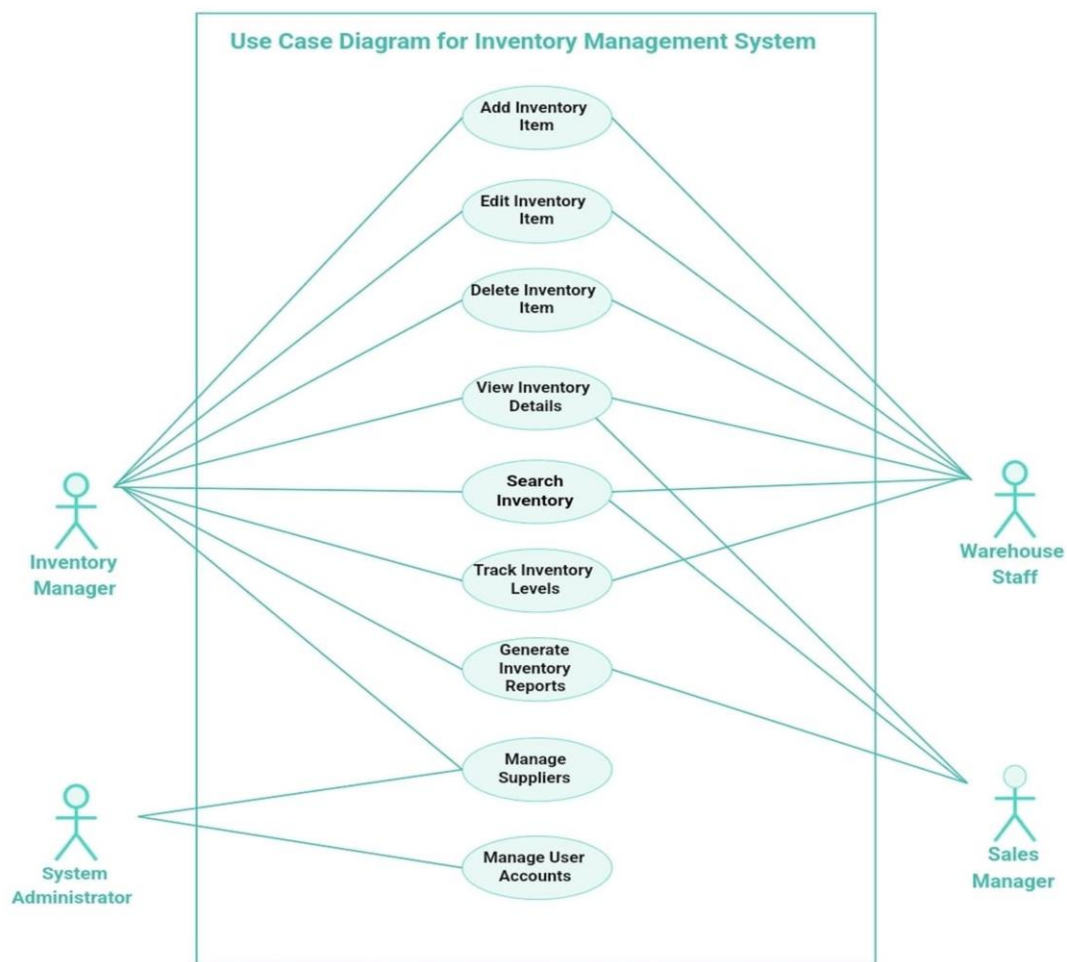 Use Case Diagram for Inventory Management System
Add Inventory
Item
Edit Inventory
Item
Delete Inventory
Item
View Inventory
Details
Search
Inventory
Track Inventory
Levels
Generate
Inventory
Reports
Manage
Suppliers
Manage User
Accounts
Inventory
Manager
System
Administrator
Warehouse
Staff
Sales
Manager